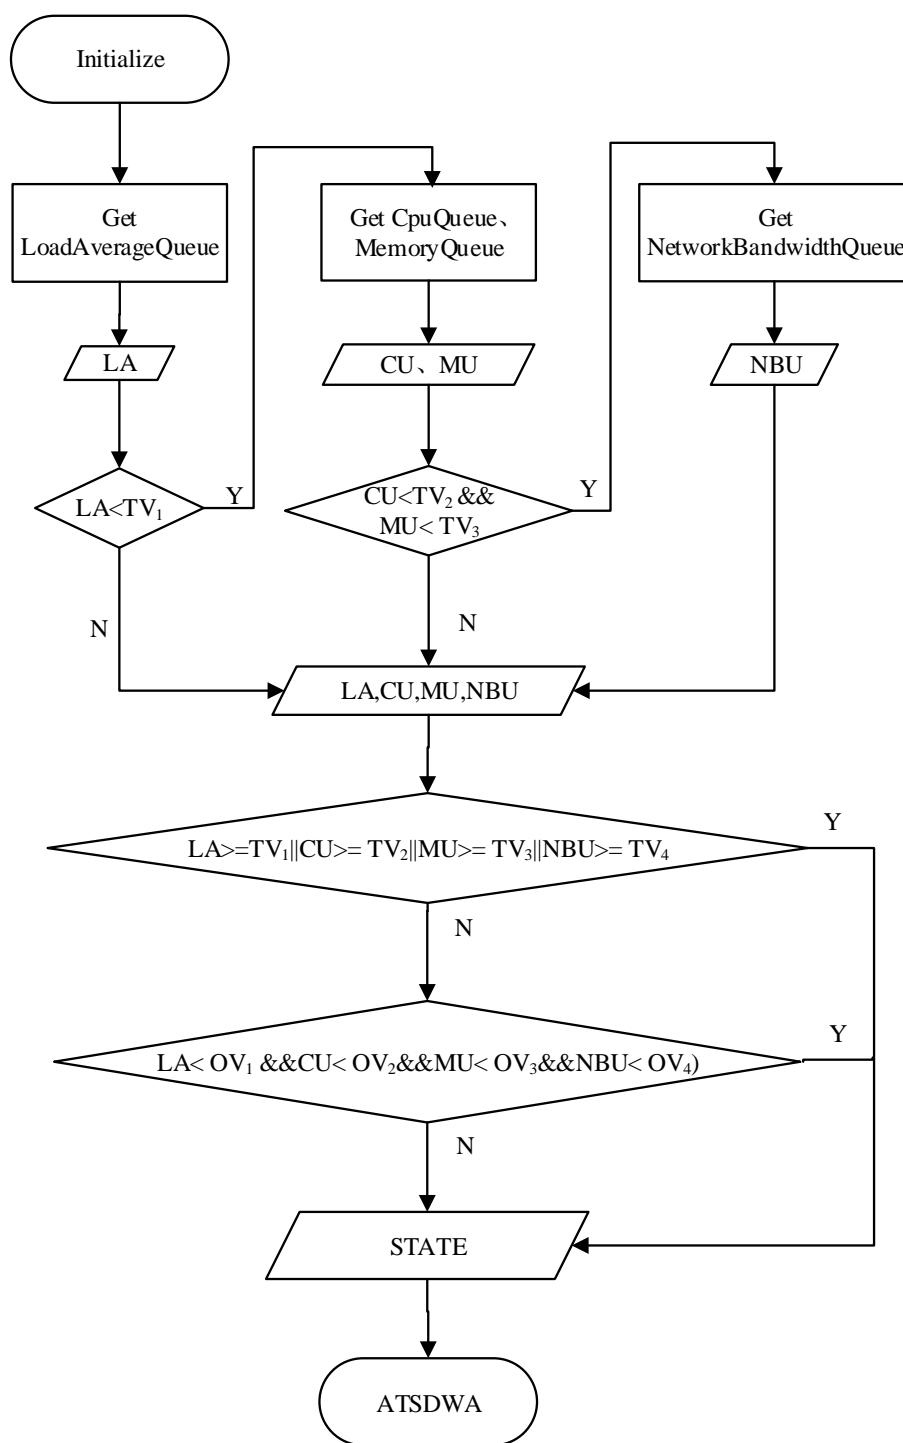 Initialize
Get
LoadAverageQueue
Get CpuQueue、
MemoryQueue
Get
NetworkBandwidthQueue
LA
CU、MU
NBU
LA<TV₁
Y
CU<TV₂ &&
MU< TV₃
Y
N
N
LA,CU,MU,NBU
LA>=TV₁||CU>= TV₂||MU>= TV₃||NBU>= TV₄
Y
N
LA< OV₁ &&CU< OV₂&&MU< OV₃&&NBU< OV₄)
Y
N
STATE
ATSDWA